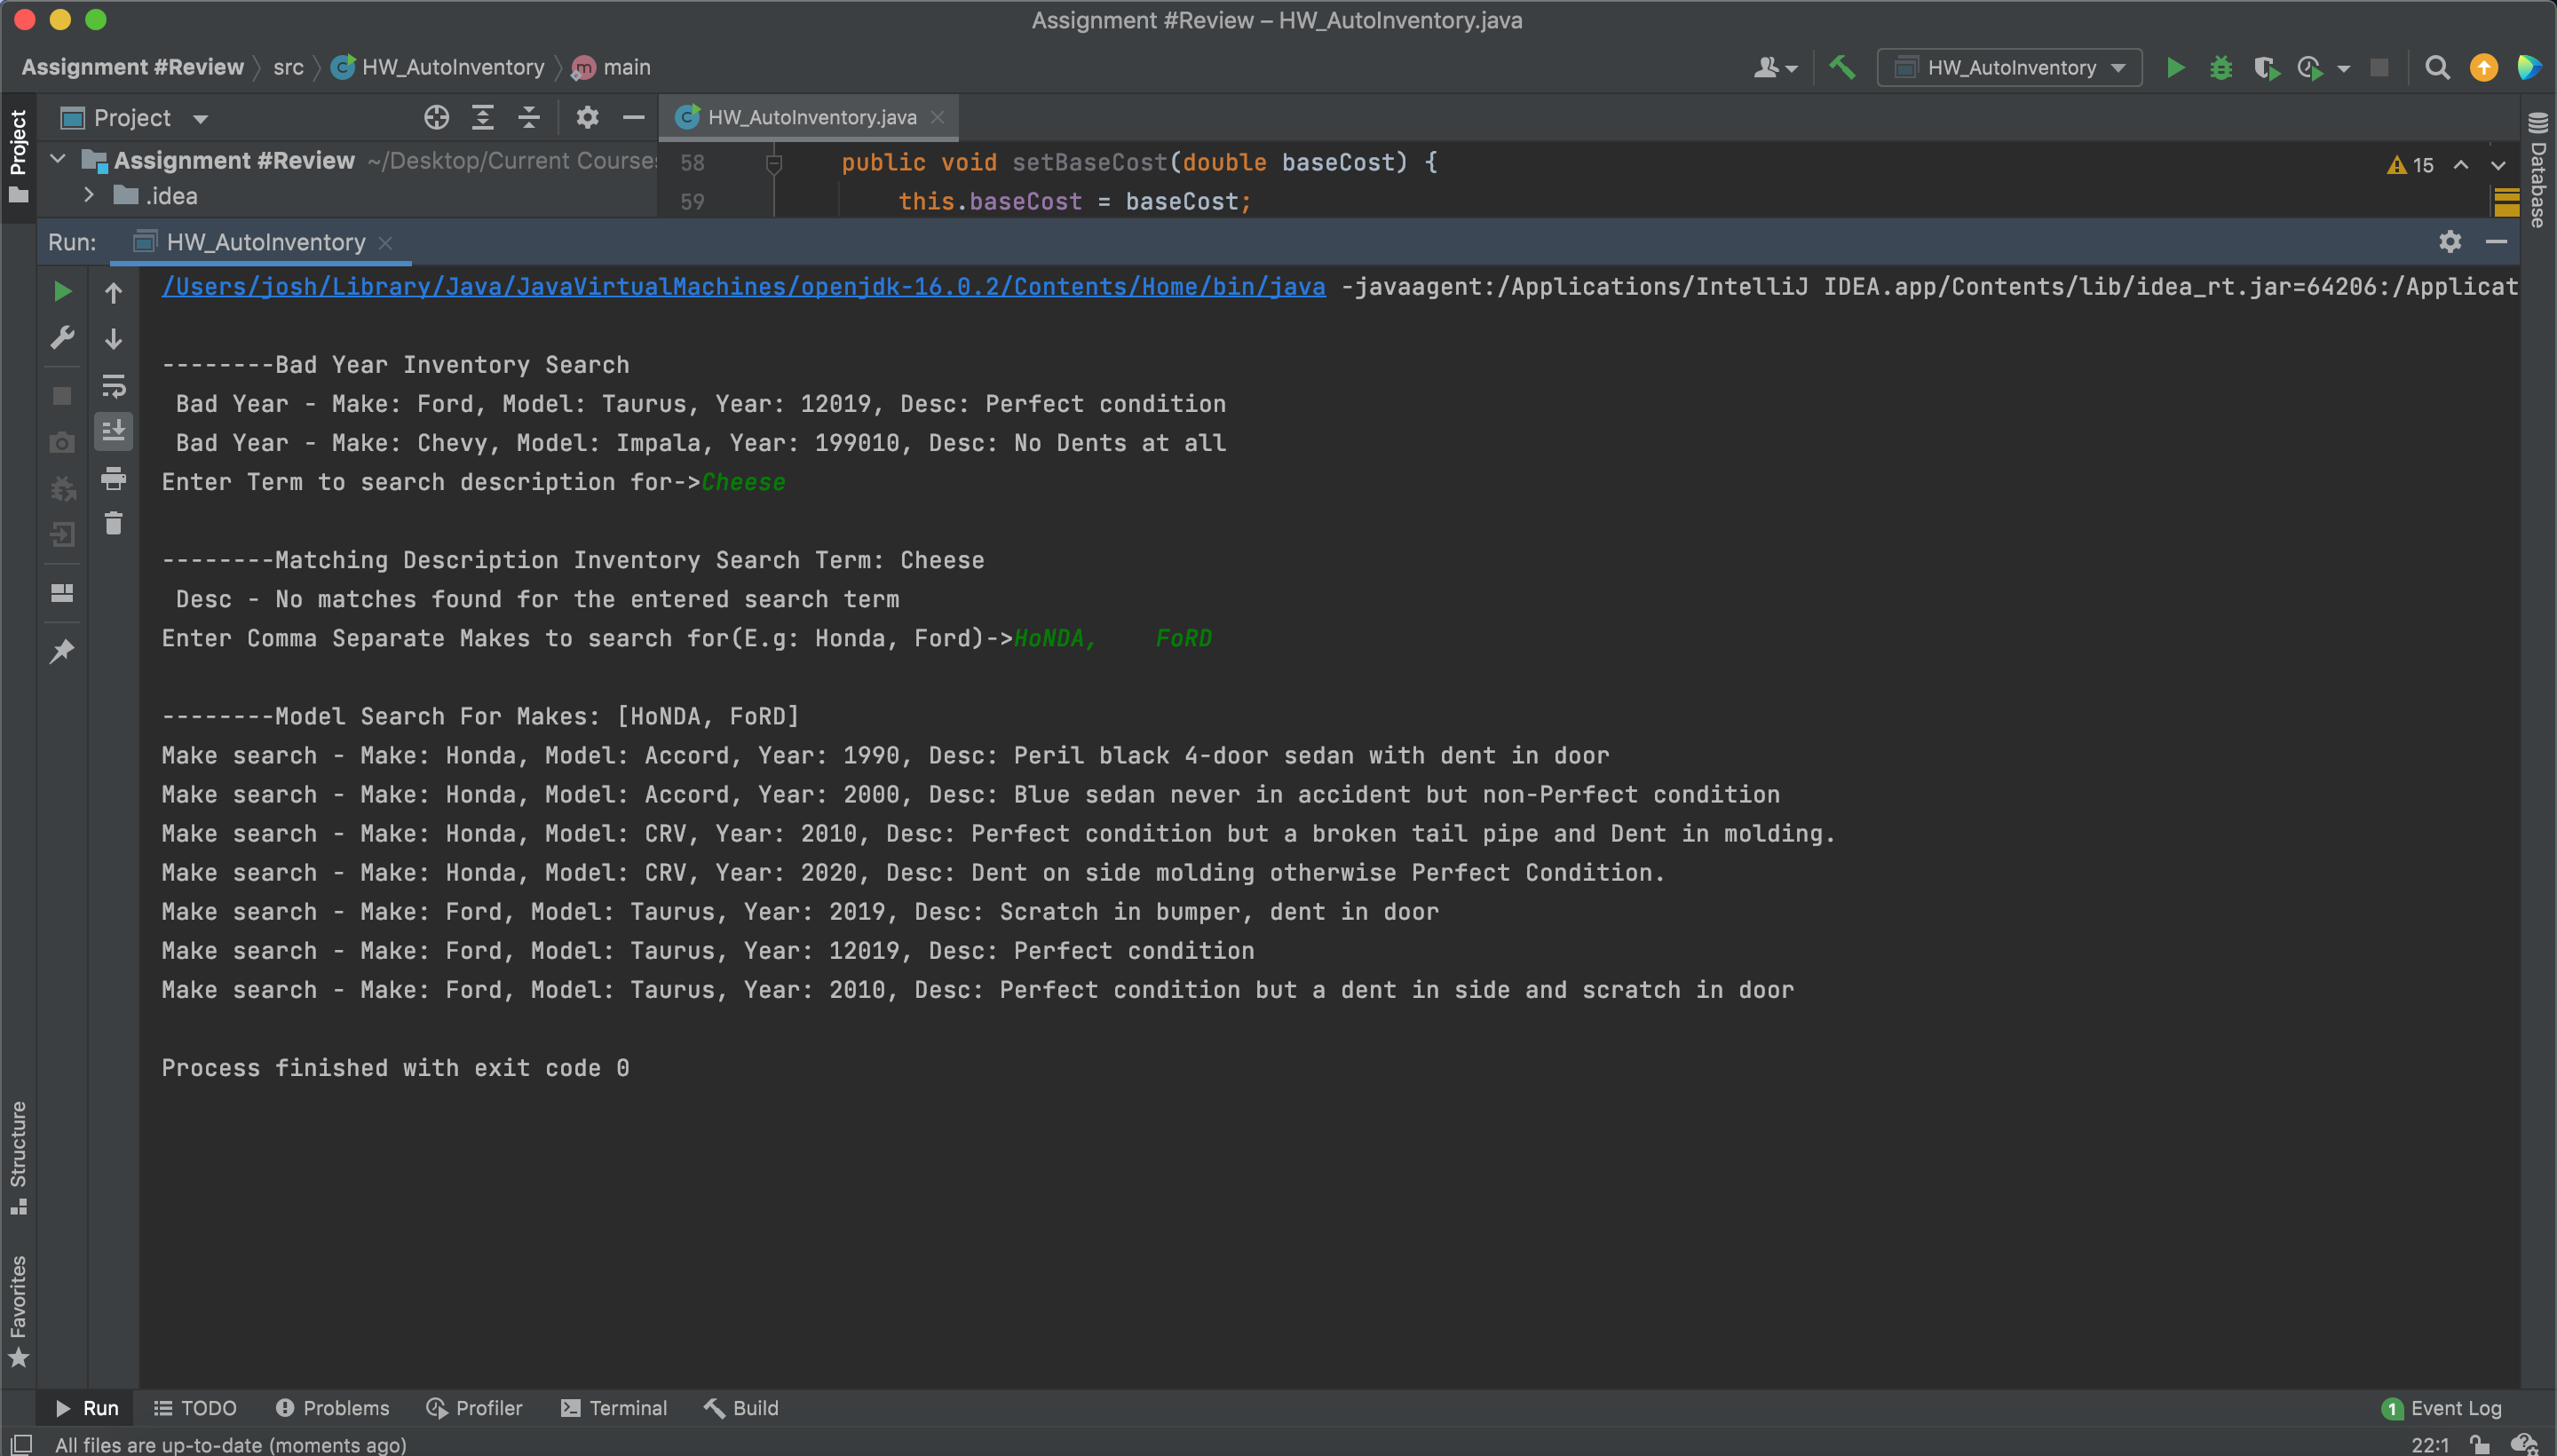 Assignment #Review – HW_AutoInventory.java
Assignment #Review src HW_AutoInventory m main HW_AutoInventory
Project Project HW_AutoInventory.java Database
Assignment #Review ~/Desktop/Current Courses 58 public void setBaseCost(double baseCost) { 15
.idea 59 this.baseCost = baseCost;
Run: HW_AutoInventory
/Users/josh/Library/Java/JavaVirtualMachines/openjdk-16.0.2/Contents/Home/bin/java -javaagent:/Applications/IntelliJ IDEA.app/Contents/lib/idea_rt.jar=64206:/Applicat
--------Bad Year Inventory Search
Bad Year - Make: Ford, Model: Taurus, Year: 12019, Desc: Perfect condition
Bad Year - Make: Chevy, Model: Impala, Year: 199010, Desc: No Dents at all
Enter Term to search description for->Cheese
--------Matching Description Inventory Search Term: Cheese
Desc - No matches found for the entered search term
Enter Comma Separate Makes to search for(E.g: Honda, Ford)->HoNDA,    FoRD
--------Model Search For Makes: [HoNDA, FoRD]
Make search - Make: Honda, Model: Accord, Year: 1990, Desc: Peril black 4-door sedan with dent in door
Make search - Make: Honda, Model: Accord, Year: 2000, Desc: Blue sedan never in accident but non-Perfect condition
Make search - Make: Honda, Model: CRV, Year: 2010, Desc: Perfect condition but a broken tail pipe and Dent in molding.
Make search - Make: Honda, Model: CRV, Year: 2020, Desc: Dent on side molding otherwise Perfect Condition.
Make search - Make: Ford, Model: Taurus, Year: 2019, Desc: Scratch in bumper, dent in door
Make search - Make: Ford, Model: Taurus, Year: 12019, Desc: Perfect condition
Make search - Make: Ford, Model: Taurus, Year: 2010, Desc: Perfect condition but a dent in side and scratch in door
Process finished with exit code 0
Structure
Favorites
Run TODO Problems Profiler Terminal Build 1 Event Log
All files are up-to-date (moments ago) 22:1